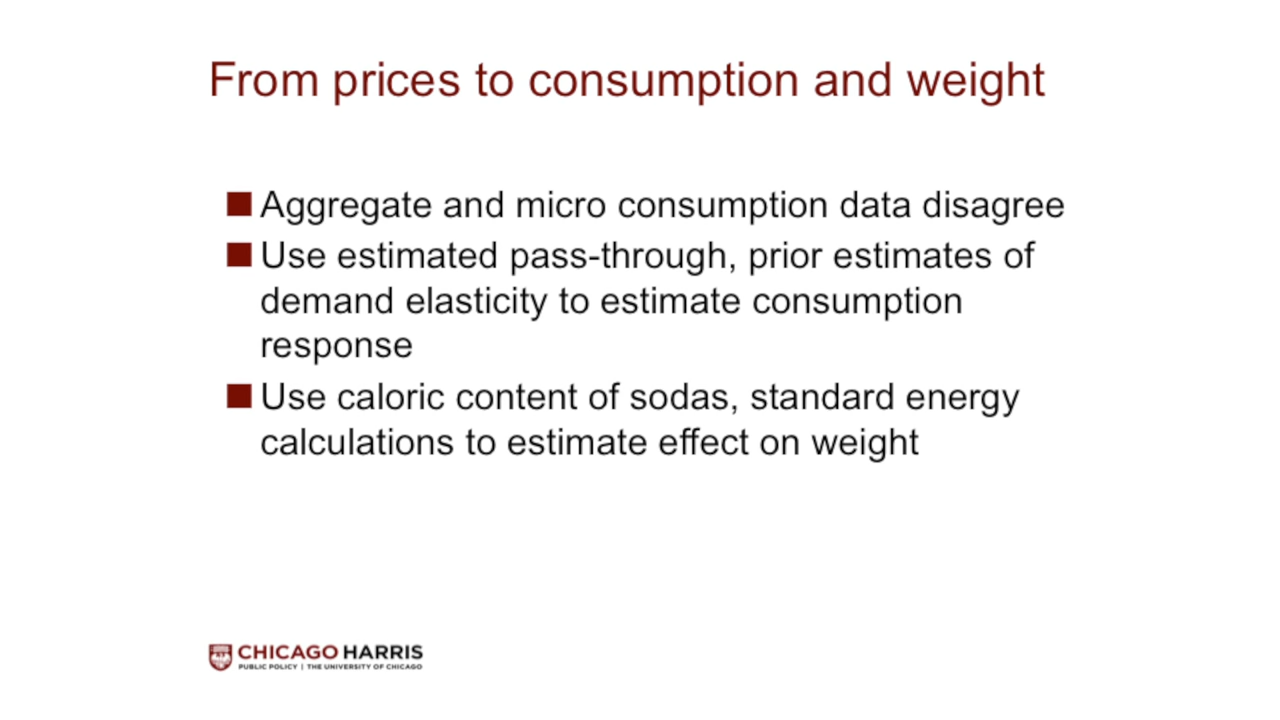 From prices to consumption and weight
Aggregate and micro consumption data disagree
Use estimated pass-through, prior estimates of
demand elasticity to estimate consumption
response
Use caloric content of sodas, standard energy
calculations to estimate effect on weight
CHICAGO HARRIS
PUBLIC POLICY | THE UNIVERSITY OF CHICAGO